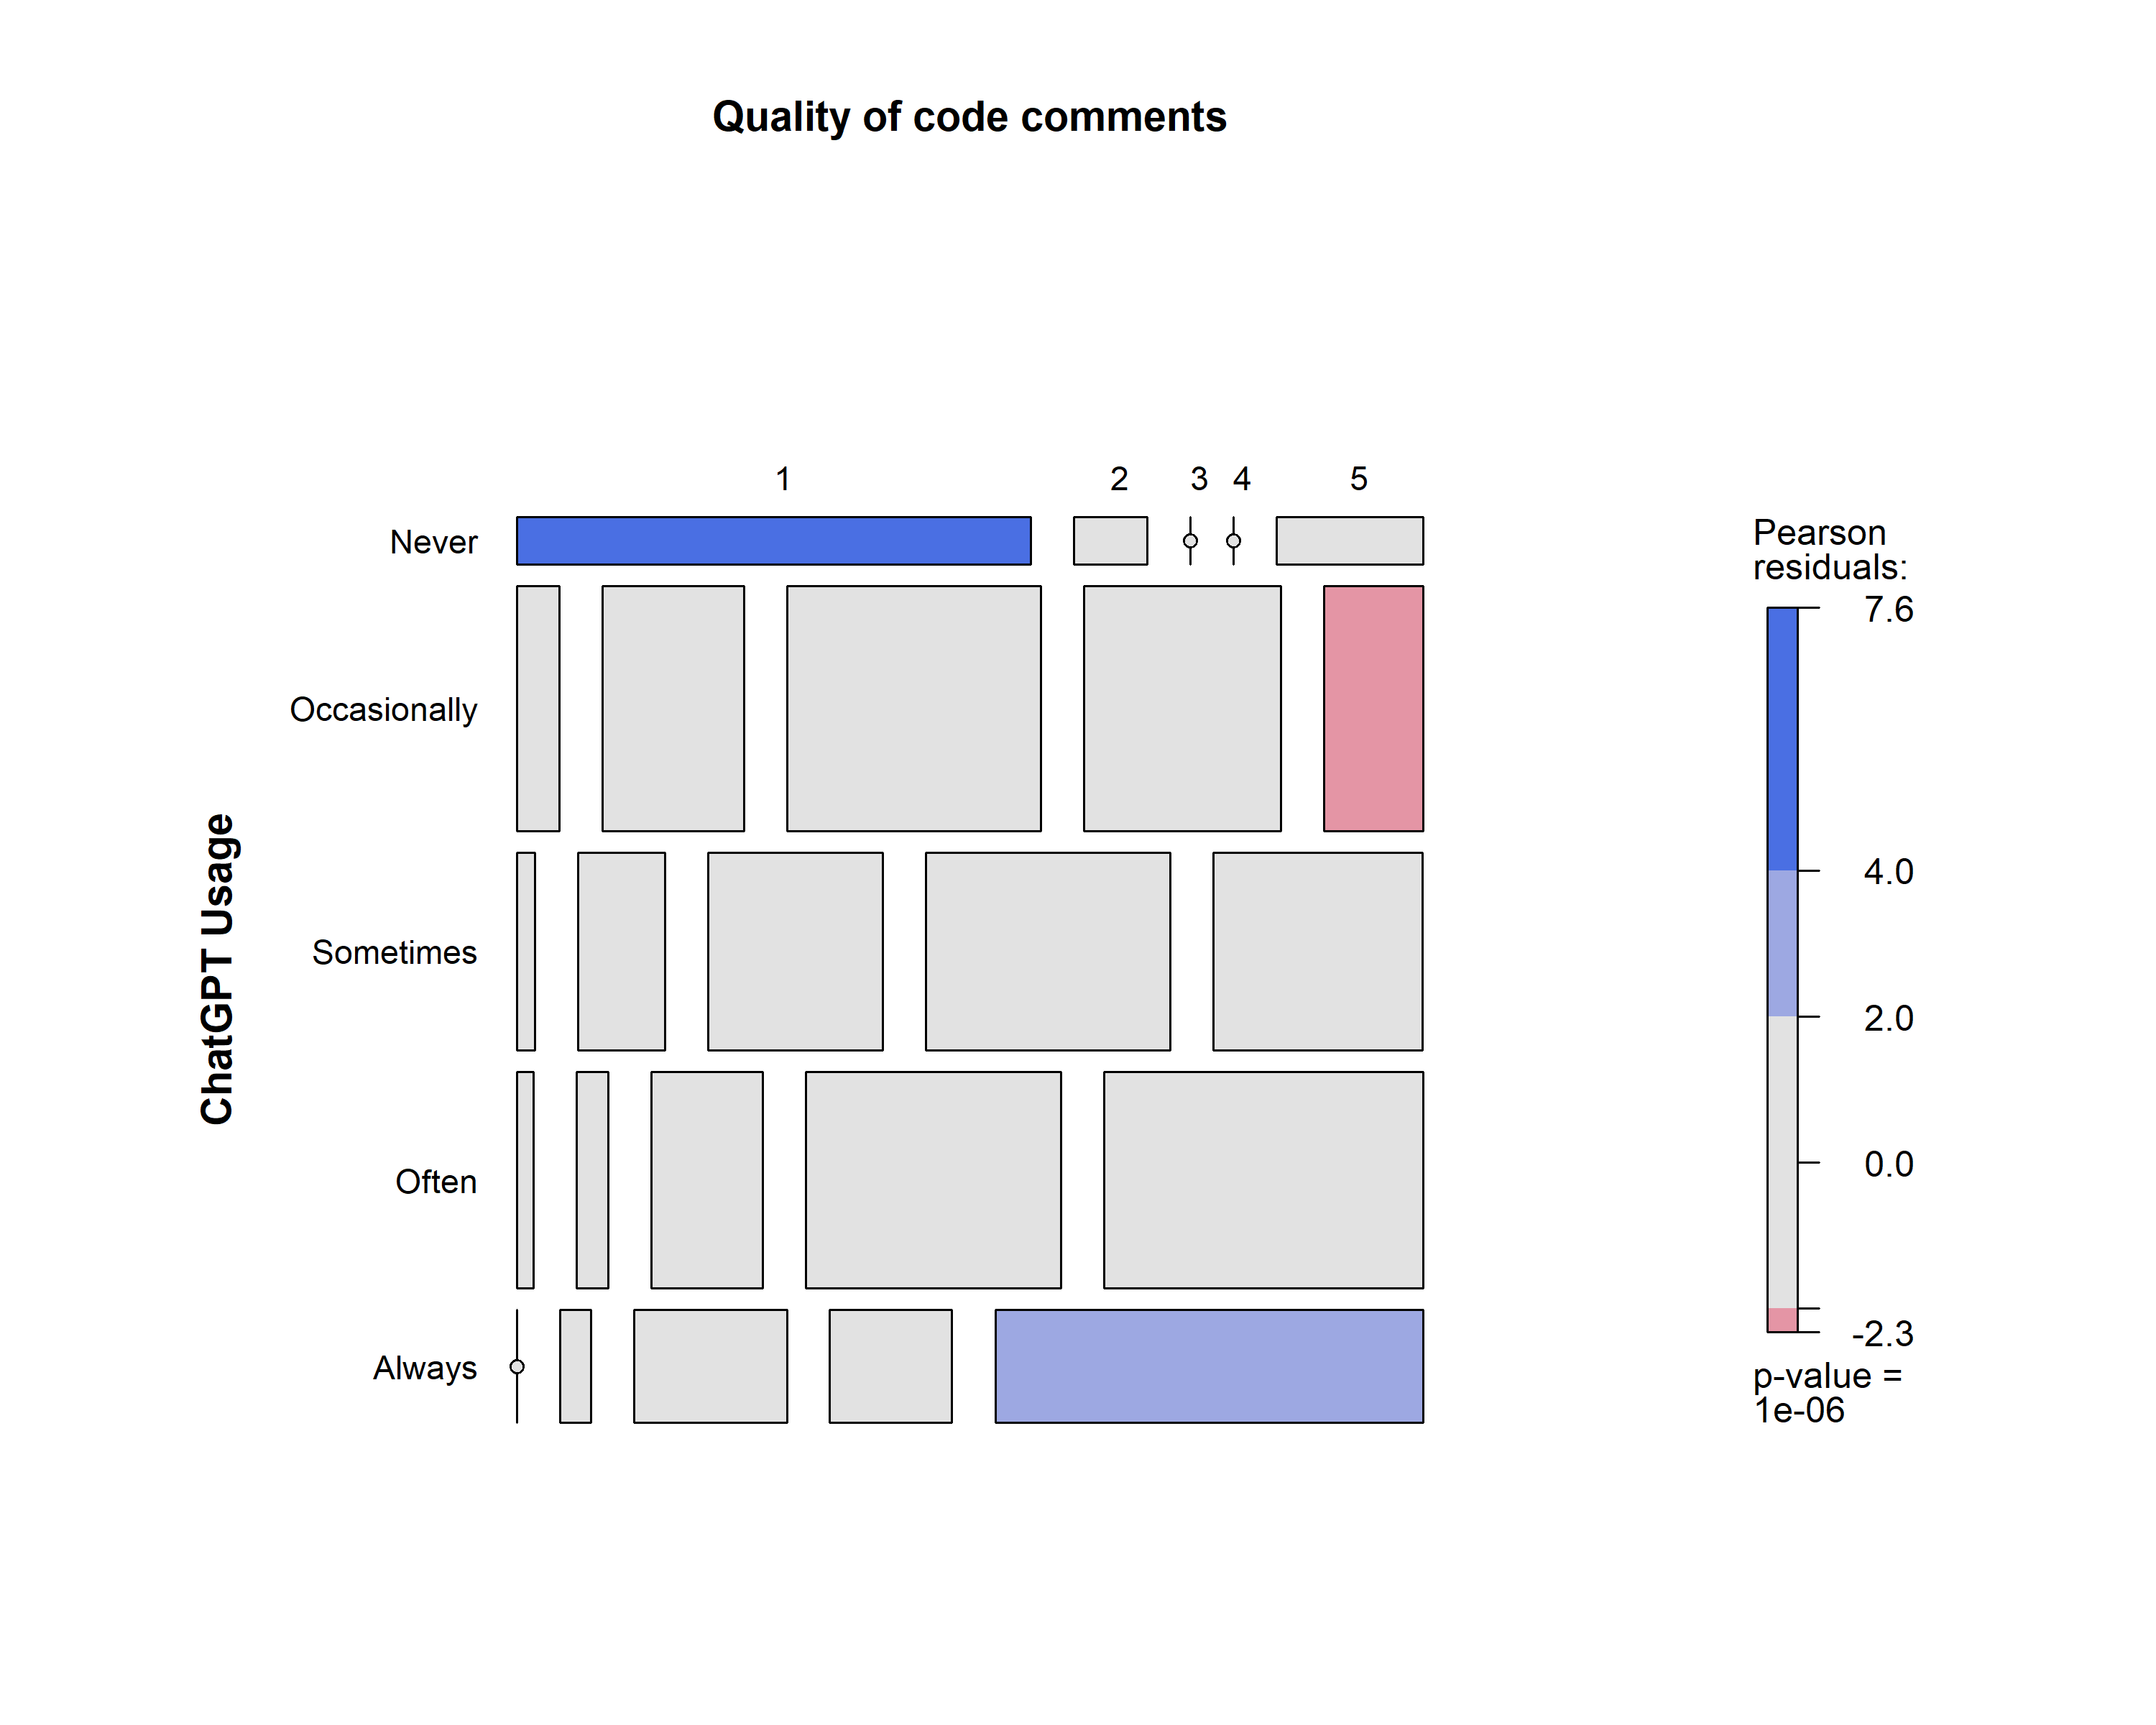 Quality of code comments
1 2 3 4 5
Never
Occasionally
Sometimes
Often
Always
ChatGPT Usage
Pearson
residuals:
7.6
4.0
2.0
0.0
-2.3
p-value =
1e-06